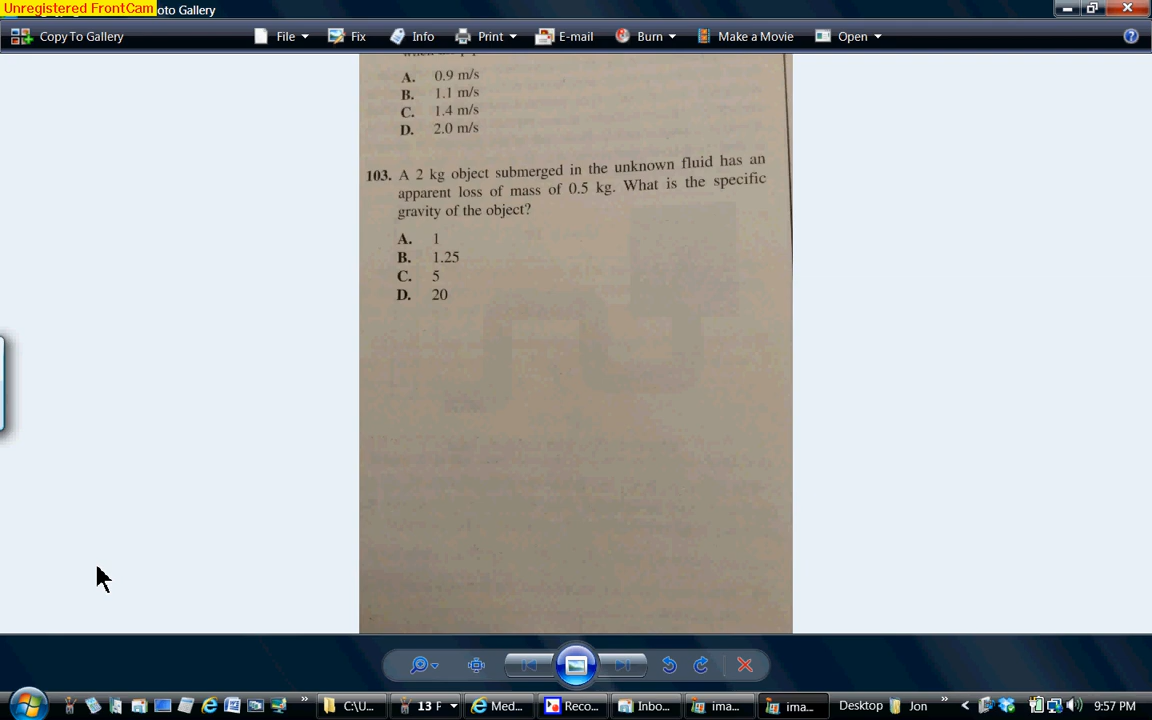 Unregistered FrontCam
oto Gallery
Copy To Gallery
File
Fix
Info
Print
E-mail
Burn
Make a Movie
Open
A. 0.9 m/s
B. 1.1 m/s
C. 1.4 m/s
D. 2.0 m/s
103. A 2 kg object submerged in the unknown fluid has an
apparent loss of mass of 0.5 kg. What is the specific
gravity of the object?
A. 1
B. 1.25
C. 5
D. 20
C:\U...
13 F
Med...
Reco...
Inbo...
ima...
ima...
Desktop
Jon
9:57 PM